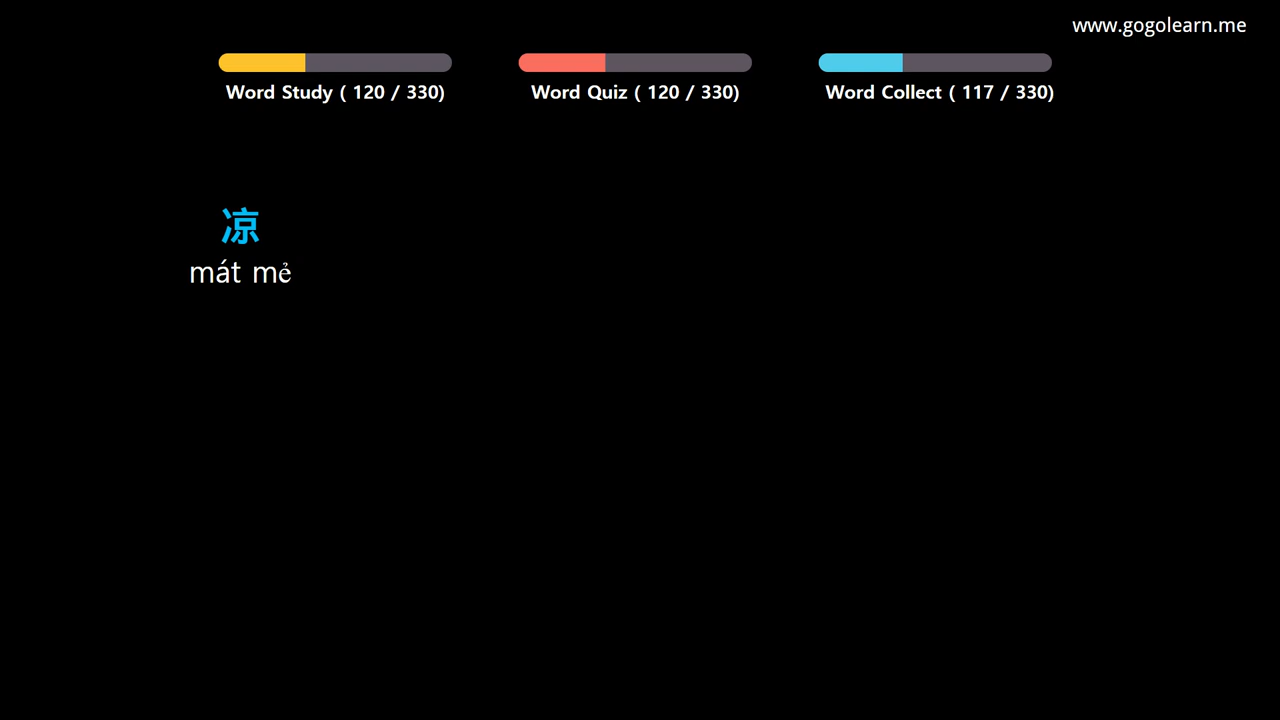 www.gogolearn.me
Word Study ( 120 / 330)
Word Quiz ( 120 / 330)
Word Collect ( 117 / 330)
凉
mát mẻ